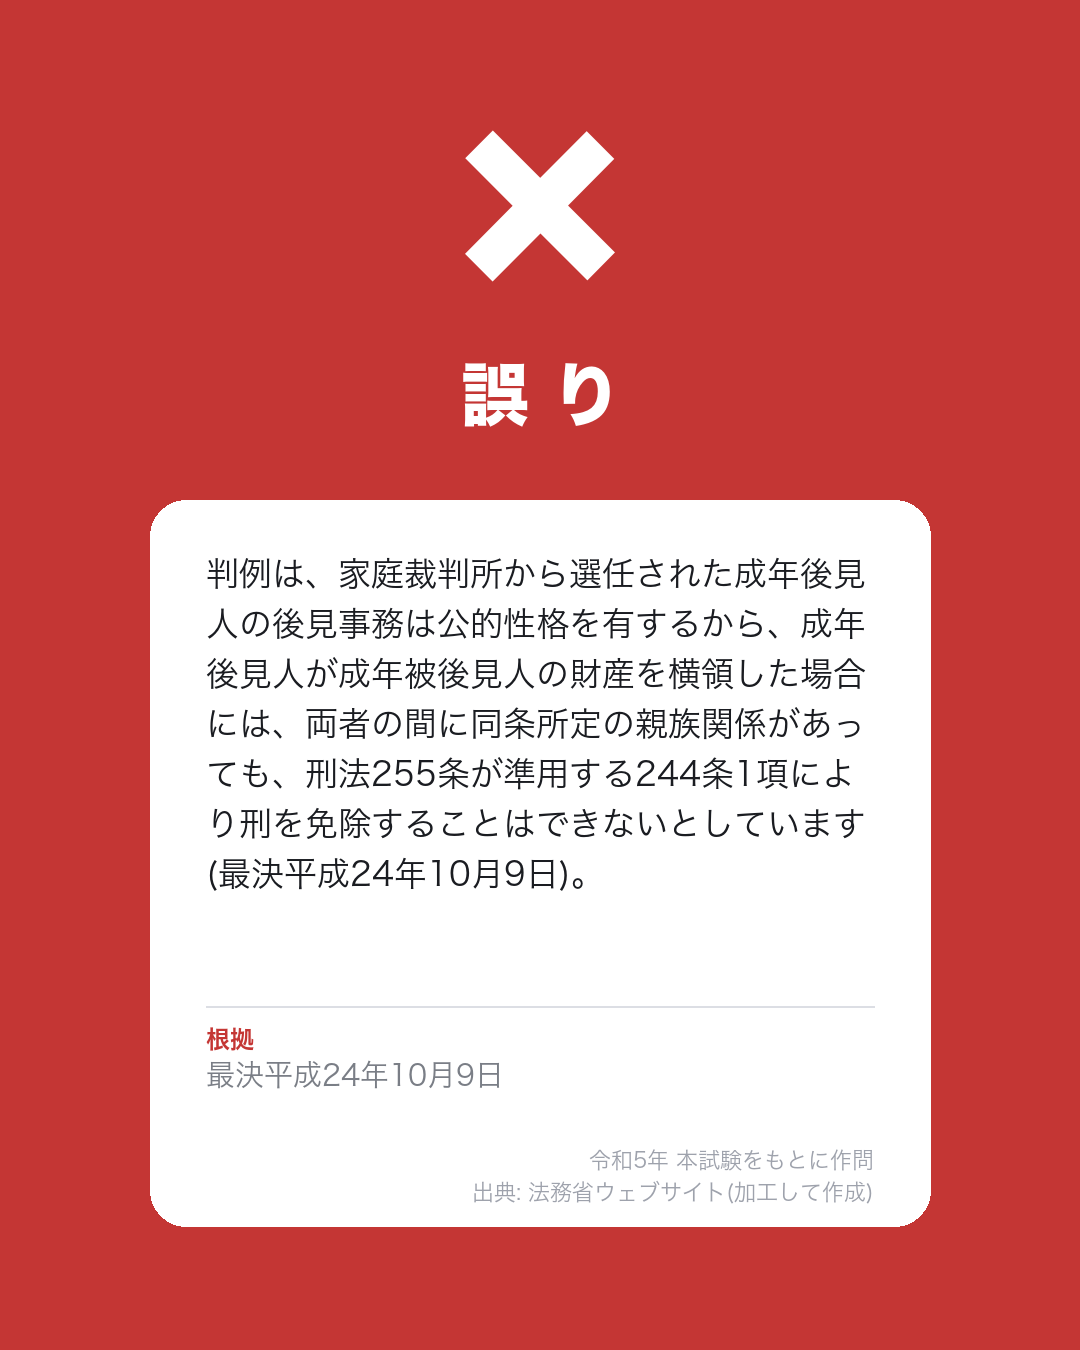 誤り
判例は、家庭裁判所から選任された成年後見
人の後見事務は公的性格を有するから、成年
後見人が成年被後見人の財産を横領した場合
には、両者の間に同条所定の親族関係があっ
ても、刑法255条が準用する244条1項によ
り刑を免除することはできないとしています
(最決平成24年10月9日)。
根拠
最決平成24年10月9日
令和5年 本試験をもとに作問
出典: 法務省ウェブサイト(加工して作成)